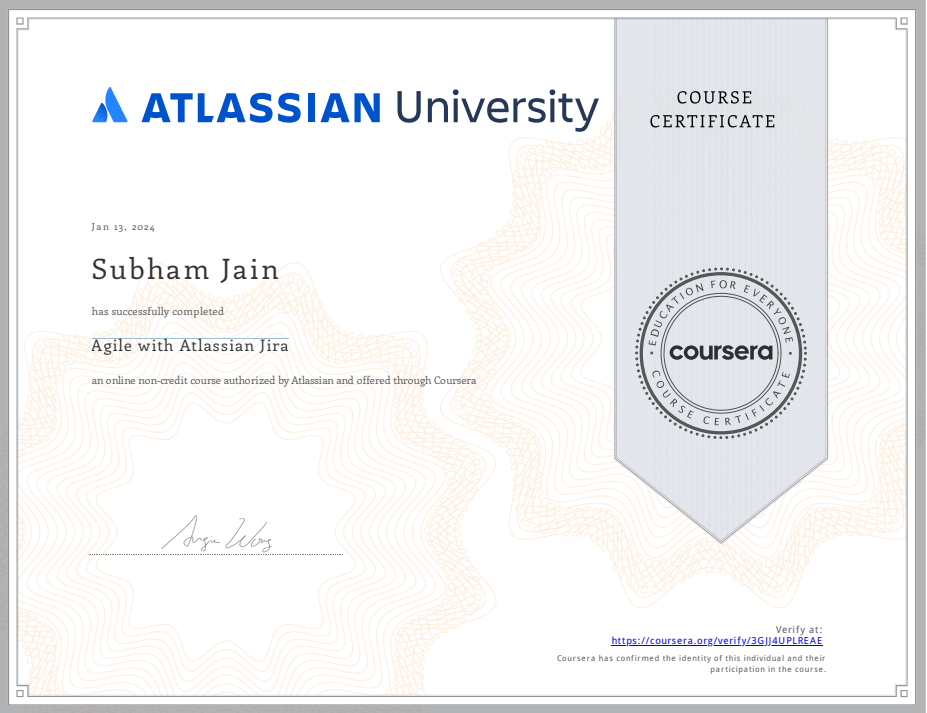 ATLASSIAN University
COURSE
CERTIFICATE
Jan 13, 2024
Subham Jain
has successfully completed
Agile with Atlassian Jira
an online non-credit course authorized by Atlassian and offered through Coursera
EDUCATION FOR EVERYONE
coursera
COURSE CERTIFICATE
Angie Wong
Verify at:
https://coursera.org/verify/3GJJ4UPLREAE
Coursera has confirmed the identity of this individual and their
participation in the course.